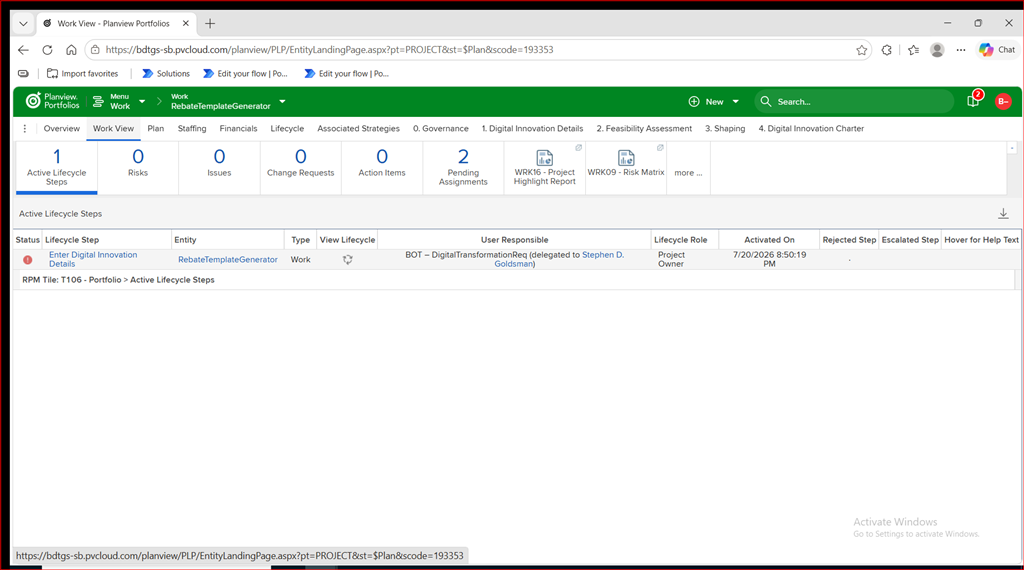 Work View - Planview Portfolios
https://bdtgs-sb.pvcloud.com/planview/PLP/EntityLandingPage.aspx?pt=PROJECT&st=$Plan&scode=193353
Chat
Import favorites
Solutions
Edit your flow | Po...
Edit your flow | Po...
Planview.
Portfolios
Menu
Work
Work
RebateTemplateGenerator
New
Search...
2
B-
Overview
Work View
Plan
Staffing
Financials
Lifecycle
Associated Strategies
0. Governance
1. Digital Innovation Details
2. Feasibility Assessment
3. Shaping
4. Digital Innovation Charter
1
Active Lifecycle
Steps
0
Risks
0
Issues
0
Change Requests
0
Action Items
2
Pending
Assignments
WRK16 - Project
Highlight Report
WRK09 - Risk Matrix
more ...
Active Lifecycle Steps
Status Lifecycle Step Entity Type View Lifecycle User Responsible Lifecycle Role Activated On Rejected Step Escalated Step Hover for Help Text
Enter Digital Innovation
Details
RebateTemplateGenerator
Work
BOT – DigitalTransformationReq (delegated to Stephen D.
Goldsman)
Project
Owner
7/20/2026 8:50:19
PM
.
RPM Tile: T106 - Portfolio > Active Lifecycle Steps
Activate Windows
Go to Settings to activate Windows.
https://bdtgs-sb.pvcloud.com/planview/PLP/EntityLandingPage.aspx?pt=PROJECT&st=$Plan&scode=193353